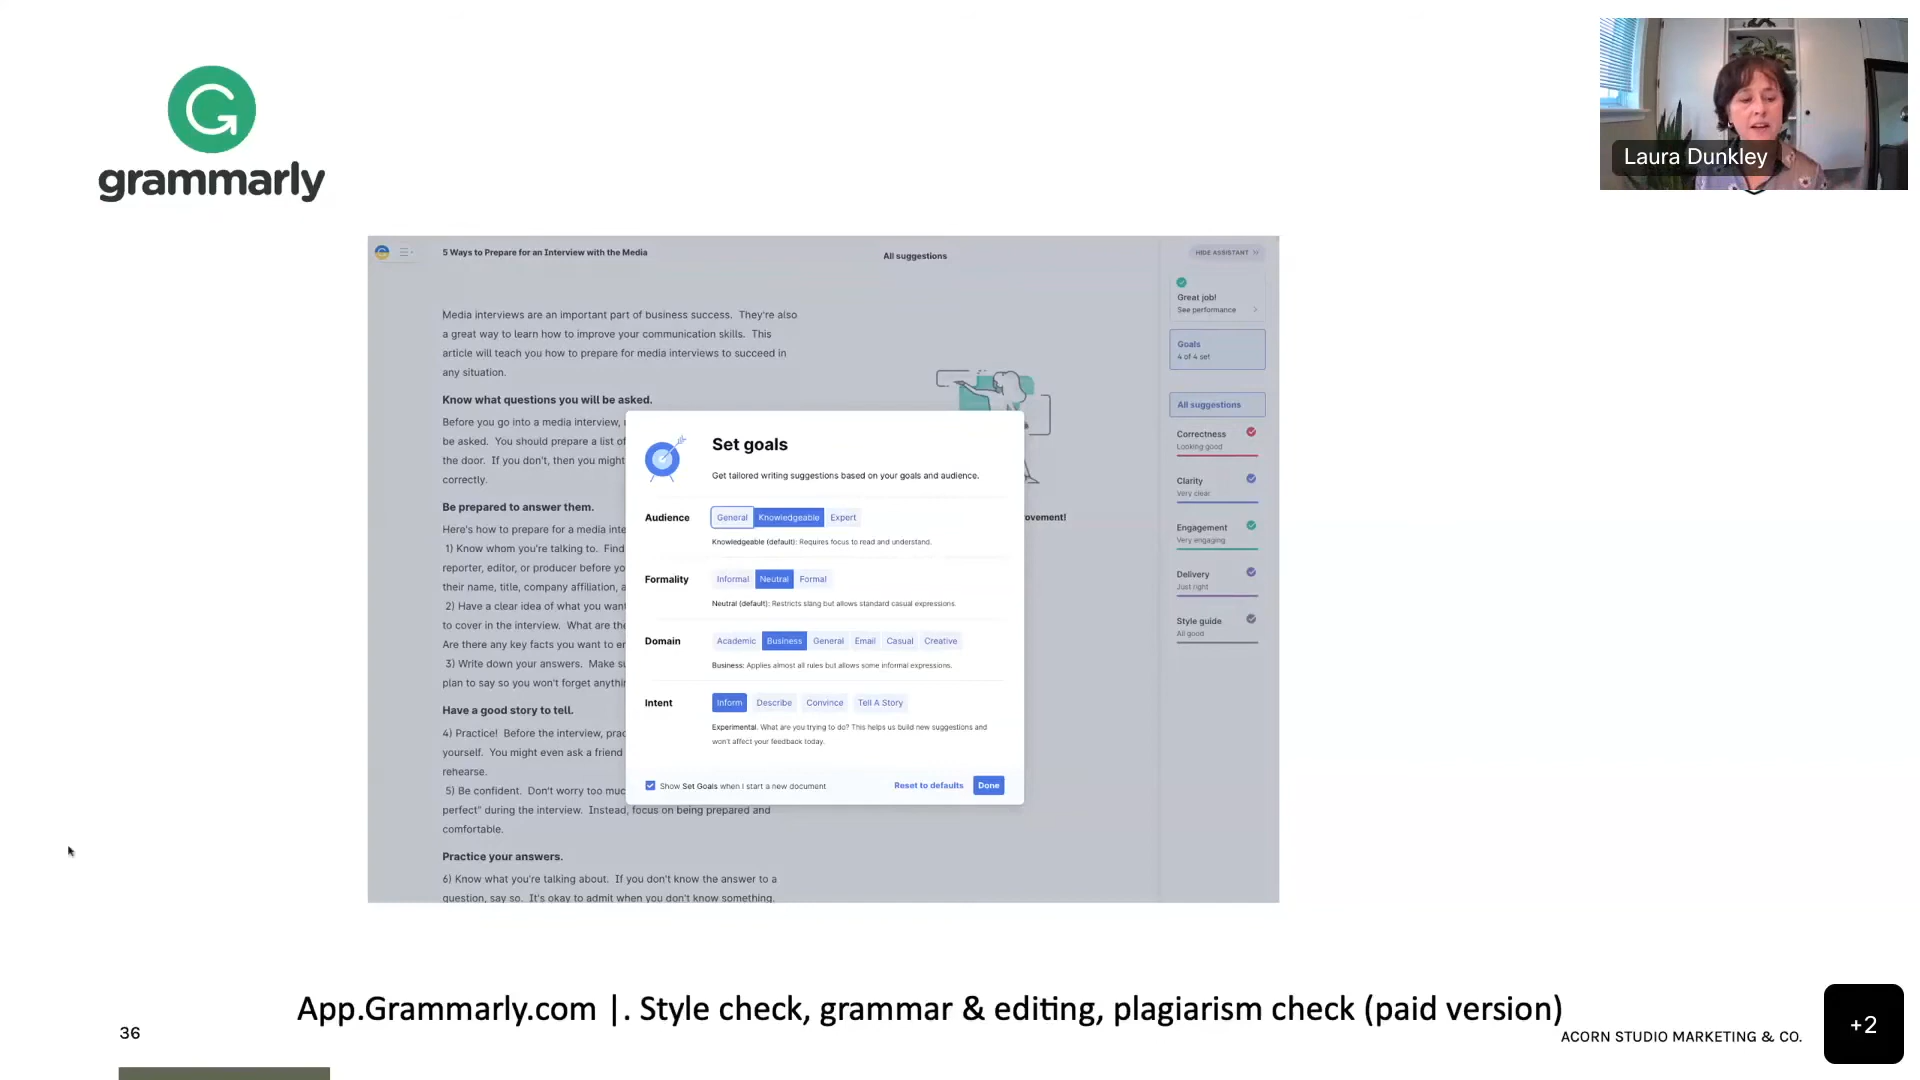 grammarly
Laura Dunkley
5 Ways to Prepare for an Interview with the Media
All suggestions
HIDE ASSISTANT
Media interviews are an important part of business success. They're also
a great way to learn how to improve your communication skills. This
article will teach you how to prepare for media interviews to succeed in
any situation.
Know what questions you will be asked.
Before you go into a media interview,
be asked. You should prepare a list of
the door. If you don't, then you might
correctly.
Be prepared to answer them.
Here's how to prepare for a media inte
1) Know whom you're talking to. Find
reporter, editor, or producer before yo
their name, title, company affiliation, a
2) Have a clear idea of what you want
to cover in the interview. What are the
Are there any key facts you want to e
3) Write down your answers. Make su
plan to say so you won't forget anythin
Have a good story to tell.
4) Practice! Before the interview, prac
yourself. You might even ask a friend
rehearse.
5) Be confident. Don't worry too muc
perfect" during the interview. Instead, focus on being prepared and
comfortable.
Practice your answers.
6) Know what you're talking about. If you don't know the answer to a
question, say so. It's okay to admit when you don't know something.
Set goals
Get tailored writing suggestions based on your goals and audience.
Audience General Knowledgeable Expert
Knowledgeable (default): Requires focus to read and understand.
Formality Informal Neutral Formal
Neutral (default): Restricts slang but allows standard casual expressions.
Domain Academic Business General Email Casual Creative
Business: Applies almost all rules but allows some informal expressions.
Intent Inform Describe Convince Tell A Story
Experimental. What are you trying to do? This helps us build new suggestions and
won't affect your feedback today.
Show Set Goals when I start a new document
Reset to defaults
Done
ovement!
Great job!
See performance
Goals
4 of 4 set
All suggestions
Correctness
Looking good
Clarity
Very clear
Engagement
Very engaging
Delivery
Just right
Style guide
All good
App.Grammarly.com |. Style check, grammar & editing, plagiarism check (paid version)
36
ACORN STUDIO MARKETING & CO.
+2